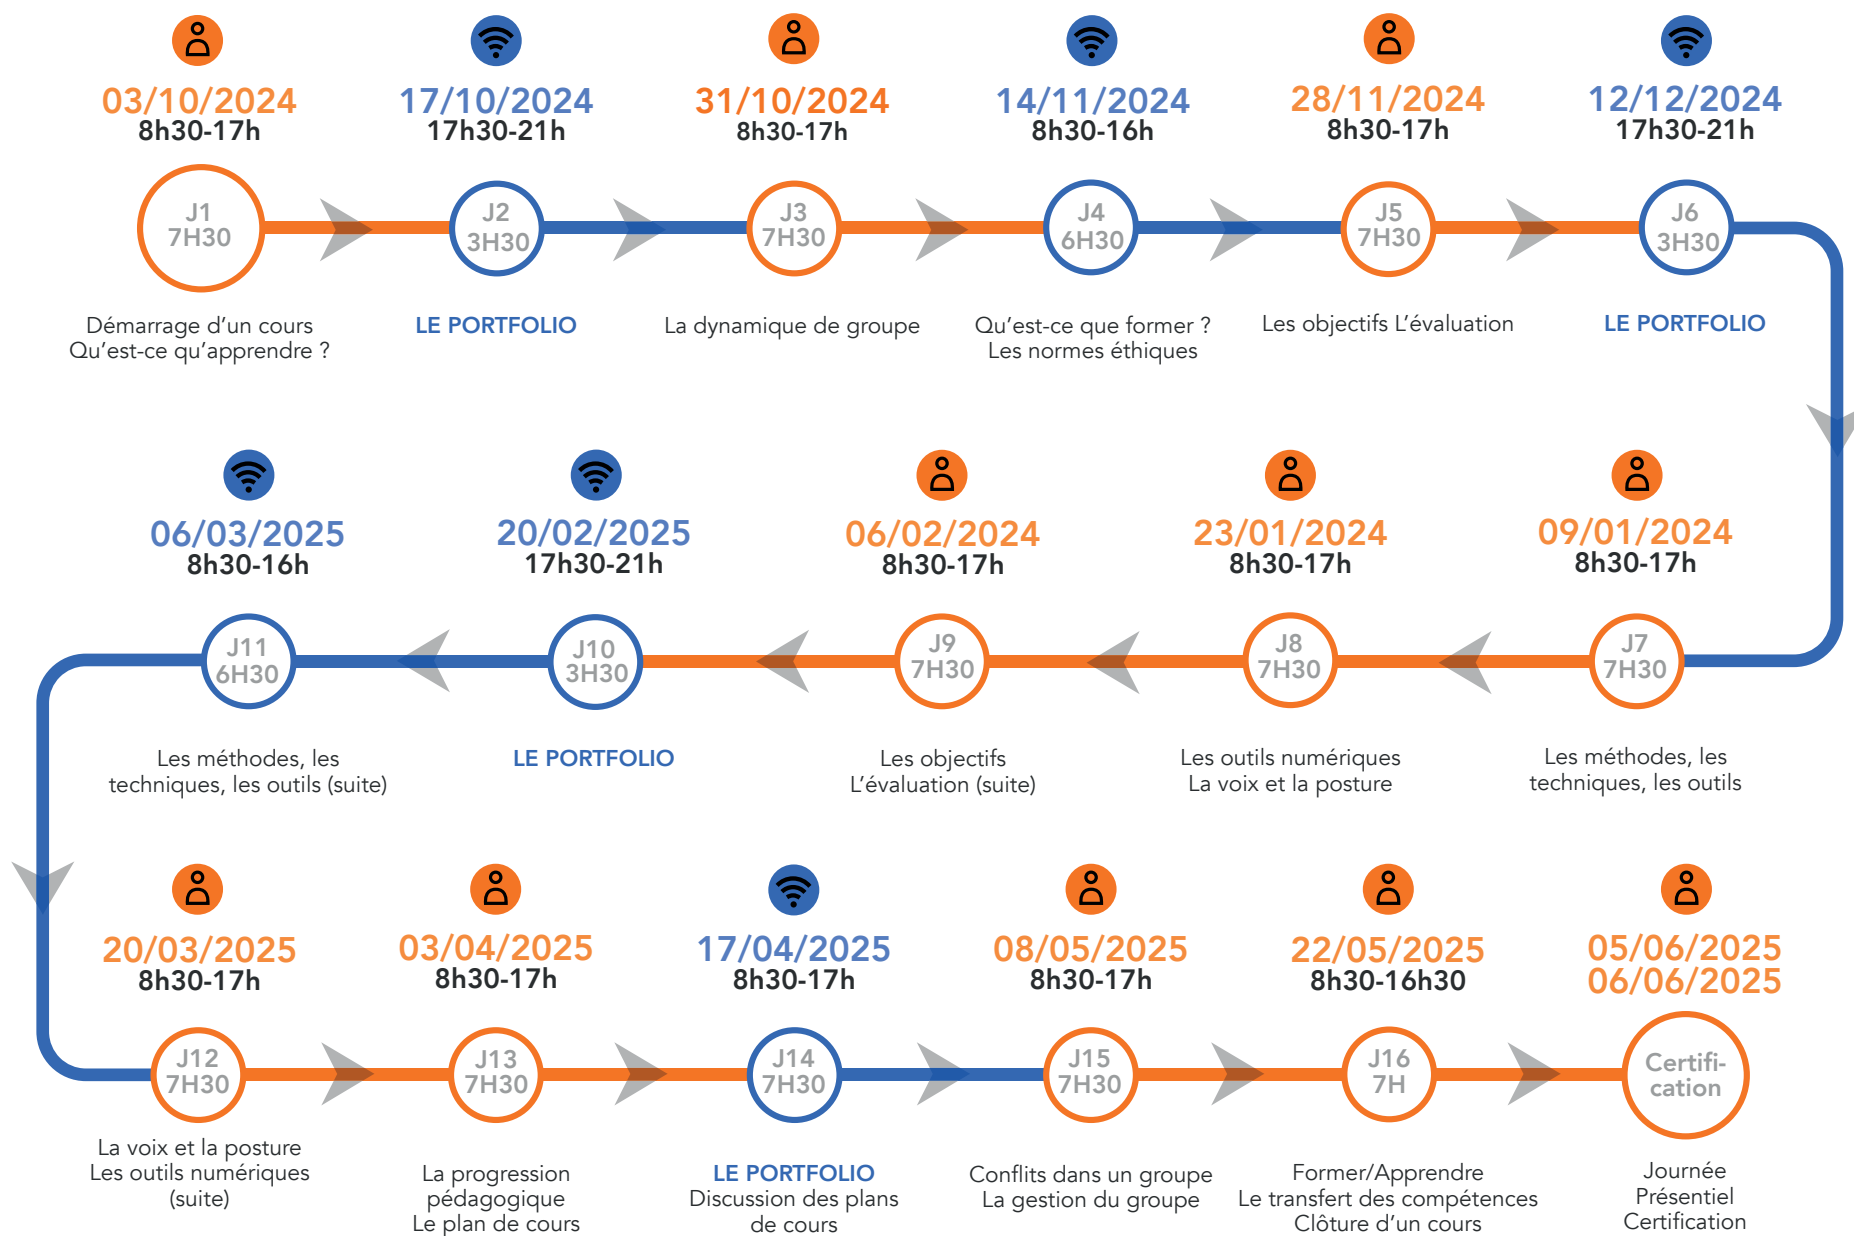 03/10/2024
8h30-17h
J1
7H30
Démarrage d’un cours
Qu’est-ce qu’apprendre ?
17/10/2024
17h30-21h
J2
3H30
LE PORTFOLIO
31/10/2024
8h30-17h
J3
7H30
La dynamique de groupe
14/11/2024
8h30-16h
J4
6H30
Qu’est-ce que former ?
Les normes éthiques
28/11/2024
8h30-17h
J5
7H30
Les objectifs L’évaluation
12/12/2024
17h30-21h
J6
3H30
LE PORTFOLIO
09/01/2024
8h30-17h
J7
7H30
Les méthodes, les
techniques, les outils
23/01/2024
8h30-17h
J8
7H30
Les outils numériques
La voix et la posture
06/02/2024
8h30-17h
J9
7H30
Les objectifs
L’évaluation (suite)
20/02/2025
17h30-21h
J10
3H30
LE PORTFOLIO
06/03/2025
8h30-16h
J11
6H30
Les méthodes, les
techniques, les outils (suite)
20/03/2025
8h30-17h
J12
7H30
La voix et la posture
Les outils numériques
(suite)
03/04/2025
8h30-17h
J13
7H30
La progression
pédagogique
Le plan de cours
17/04/2025
8h30-17h
J14
7H30
LE PORTFOLIO
Discussion des plans
de cours
08/05/2025
8h30-17h
J15
7H30
Conflits dans un groupe
La gestion du groupe
22/05/2025
8h30-16h30
J16
7H
Former/Apprendre
Le transfert des compétences
Clôture d’un cours
05/06/2025
06/06/2025
Certifi-
cation
Journée
Présentiel
Certification